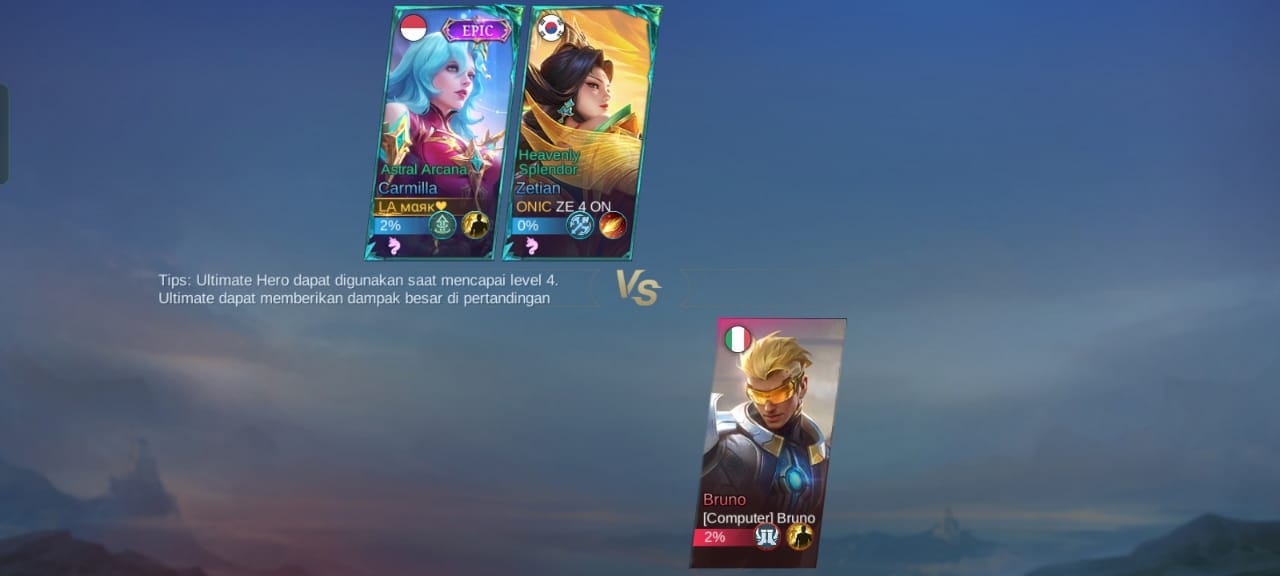 EPIC
Astral Arcana
Carmilla
LA мαяк♥
2%
Heavenly
Splendor
Zetian
ONIC ZE 4 ON
0%
Tips: Ultimate Hero dapat digunakan saat mencapai level 4.
Ultimate dapat memberikan dampak besar di pertandingan
VS
Bruno
[Computer] Bruno
2%